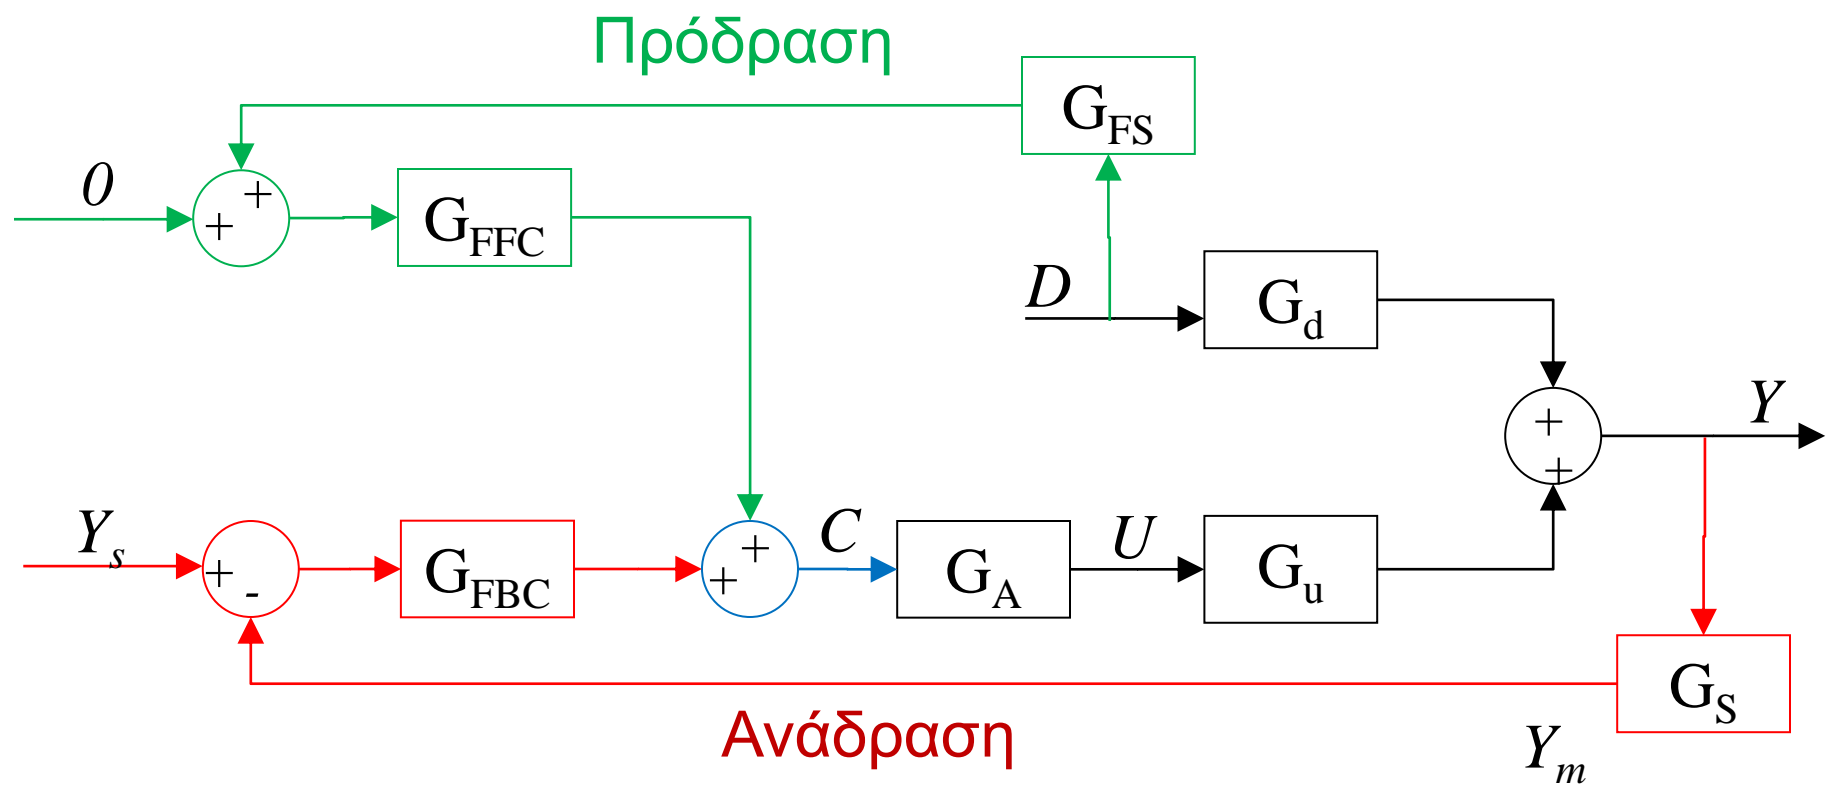 Πρόδραση
G_FS
0
+
+
G_FFC
D
G_d
Y
+
+
Y_s
+
-
G_FBC
+
+
C
G_A
U
G_u
G_S
Ανάδραση
Y_m